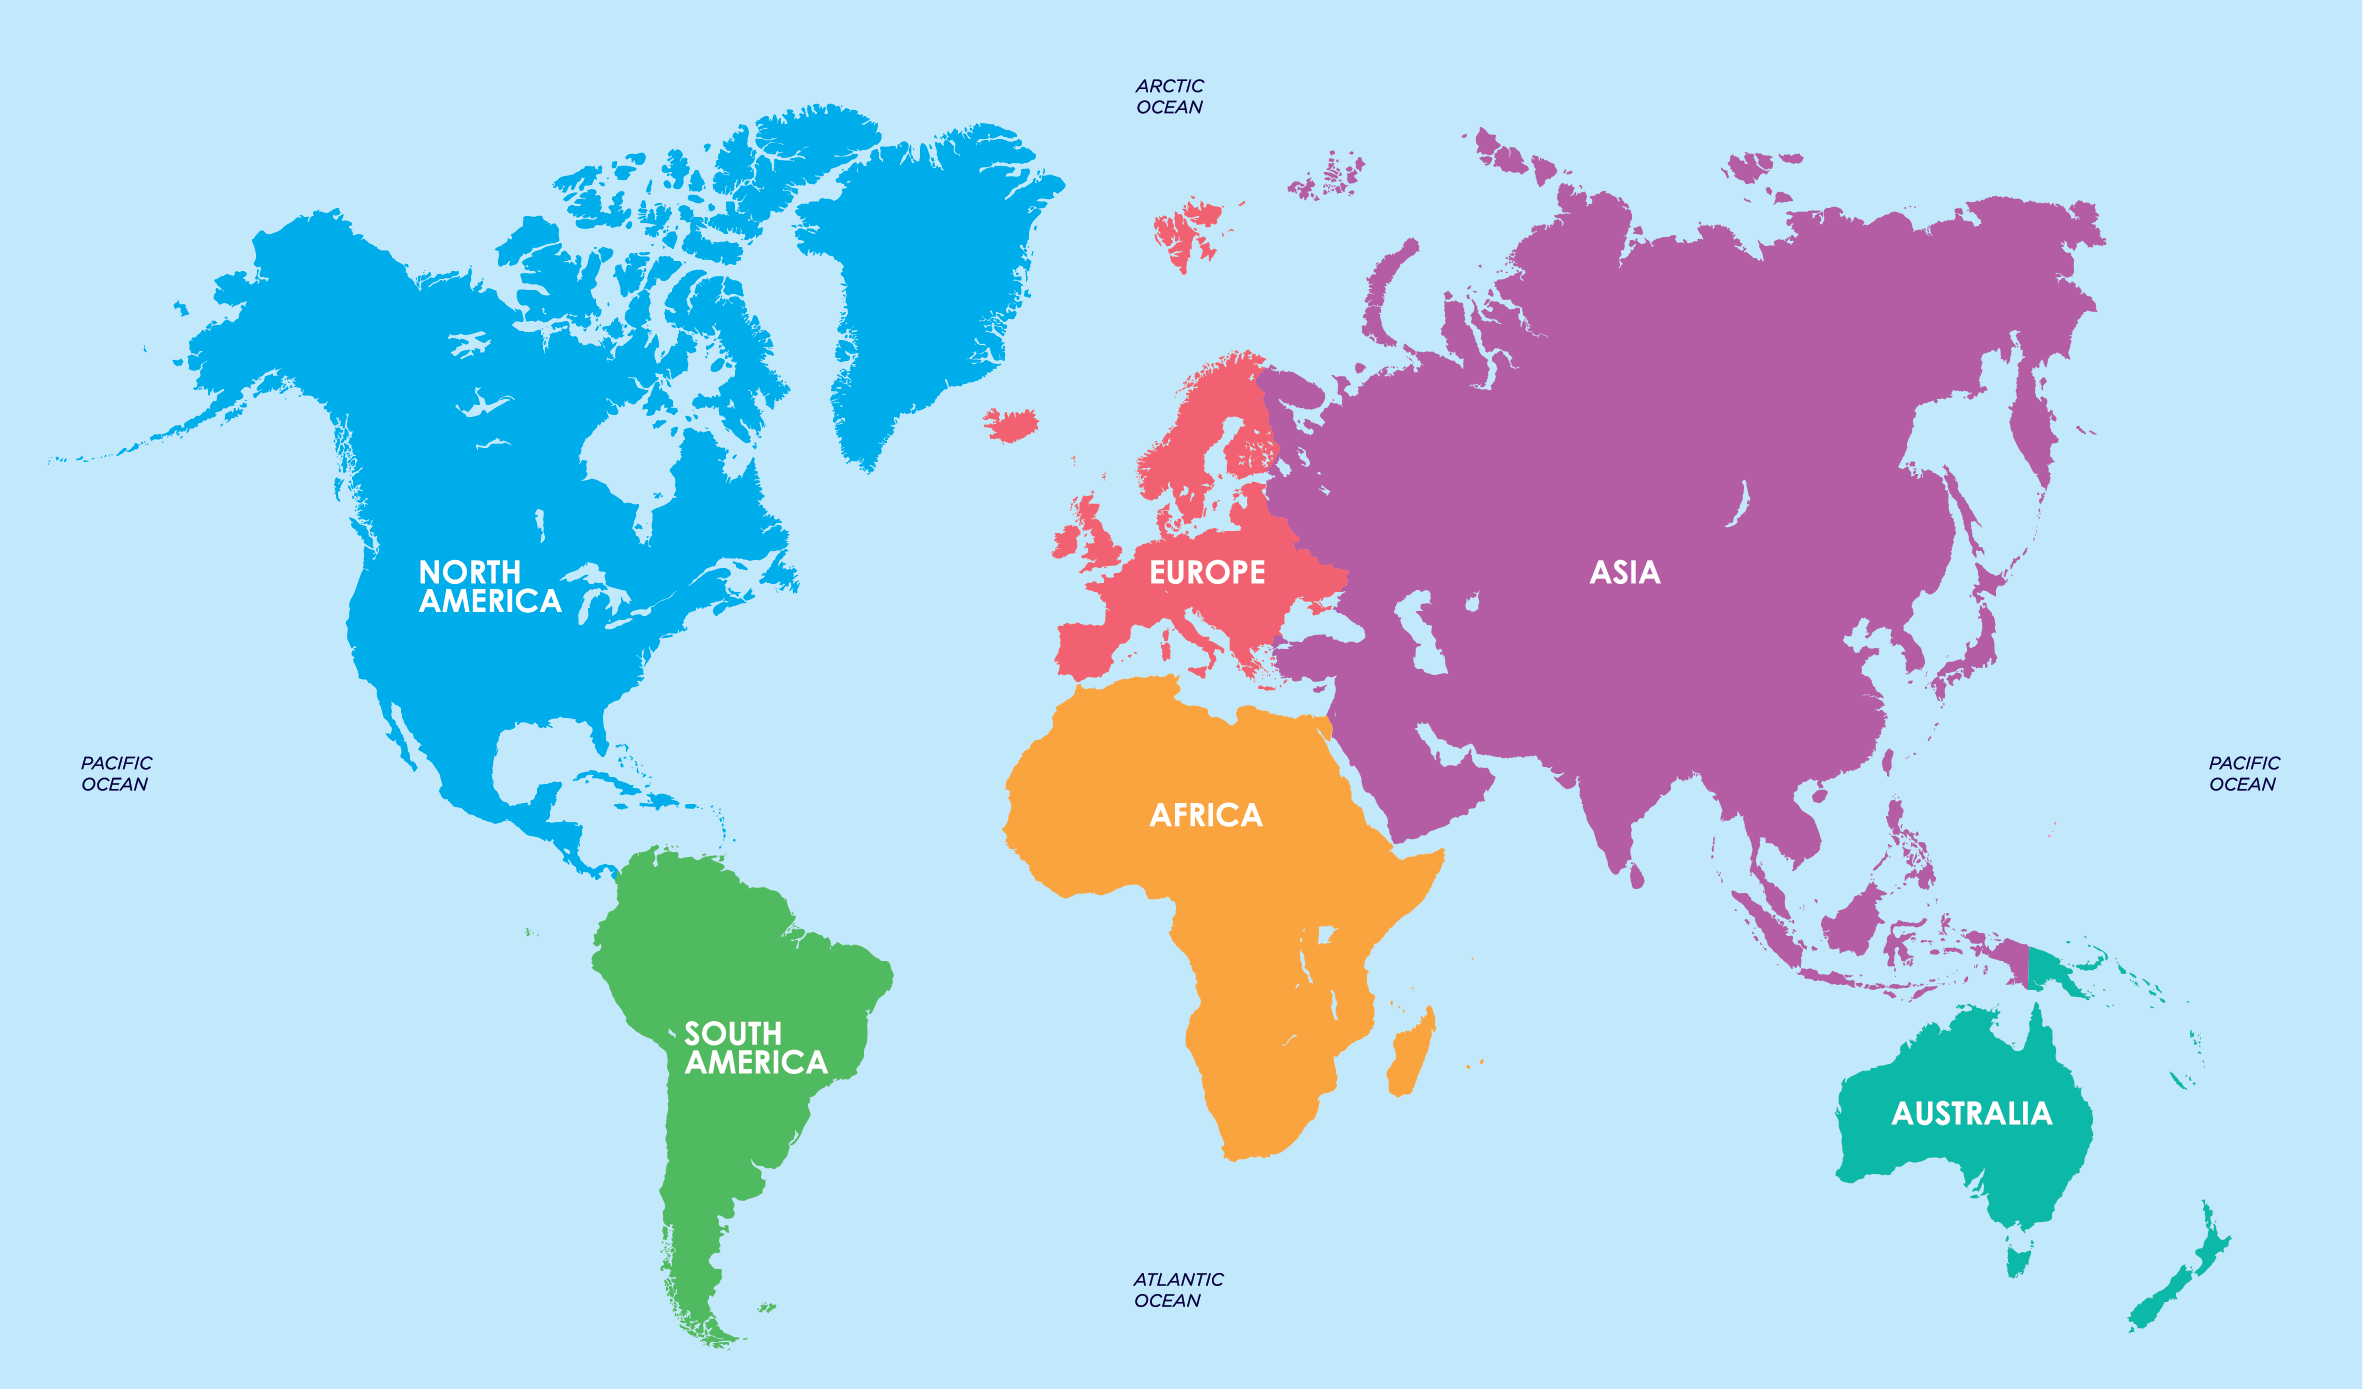 ARCTIC
OCEAN
NORTH
AMERICA
EUROPE
ASIA
PACIFIC
OCEAN
PACIFIC
OCEAN
AFRICA
SOUTH
AMERICA
AUSTRALIA
ATLANTIC
OCEAN